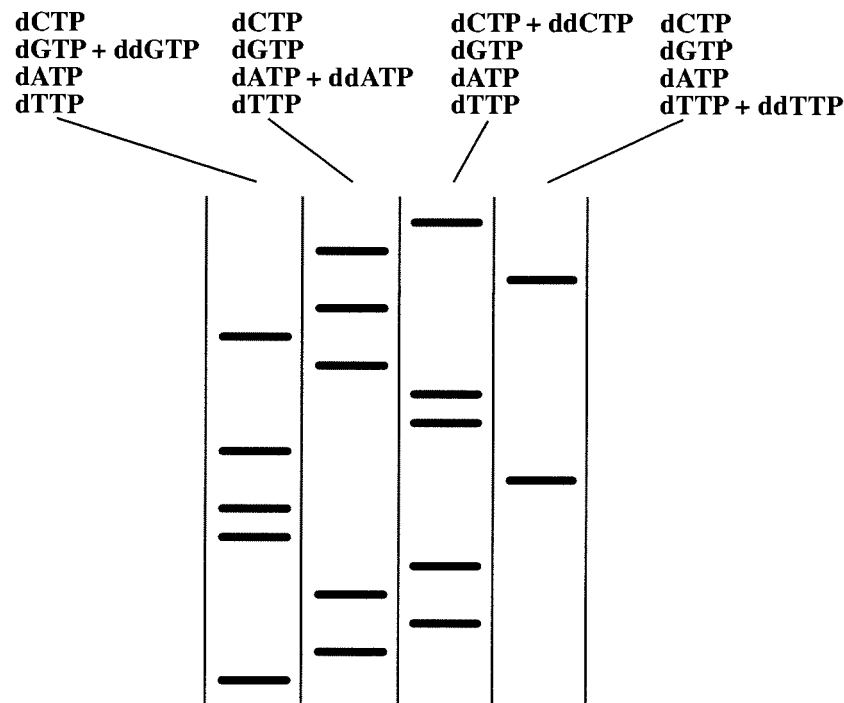 dCTP
dGTP + ddGTP
dATP
dTTP
dCTP
dGTP
dATP + ddATP
dTTP
dCTP + ddCTP
dGTP
dATP
dTTP
dCTP
dGTP
dATP
dTTP + ddTTP